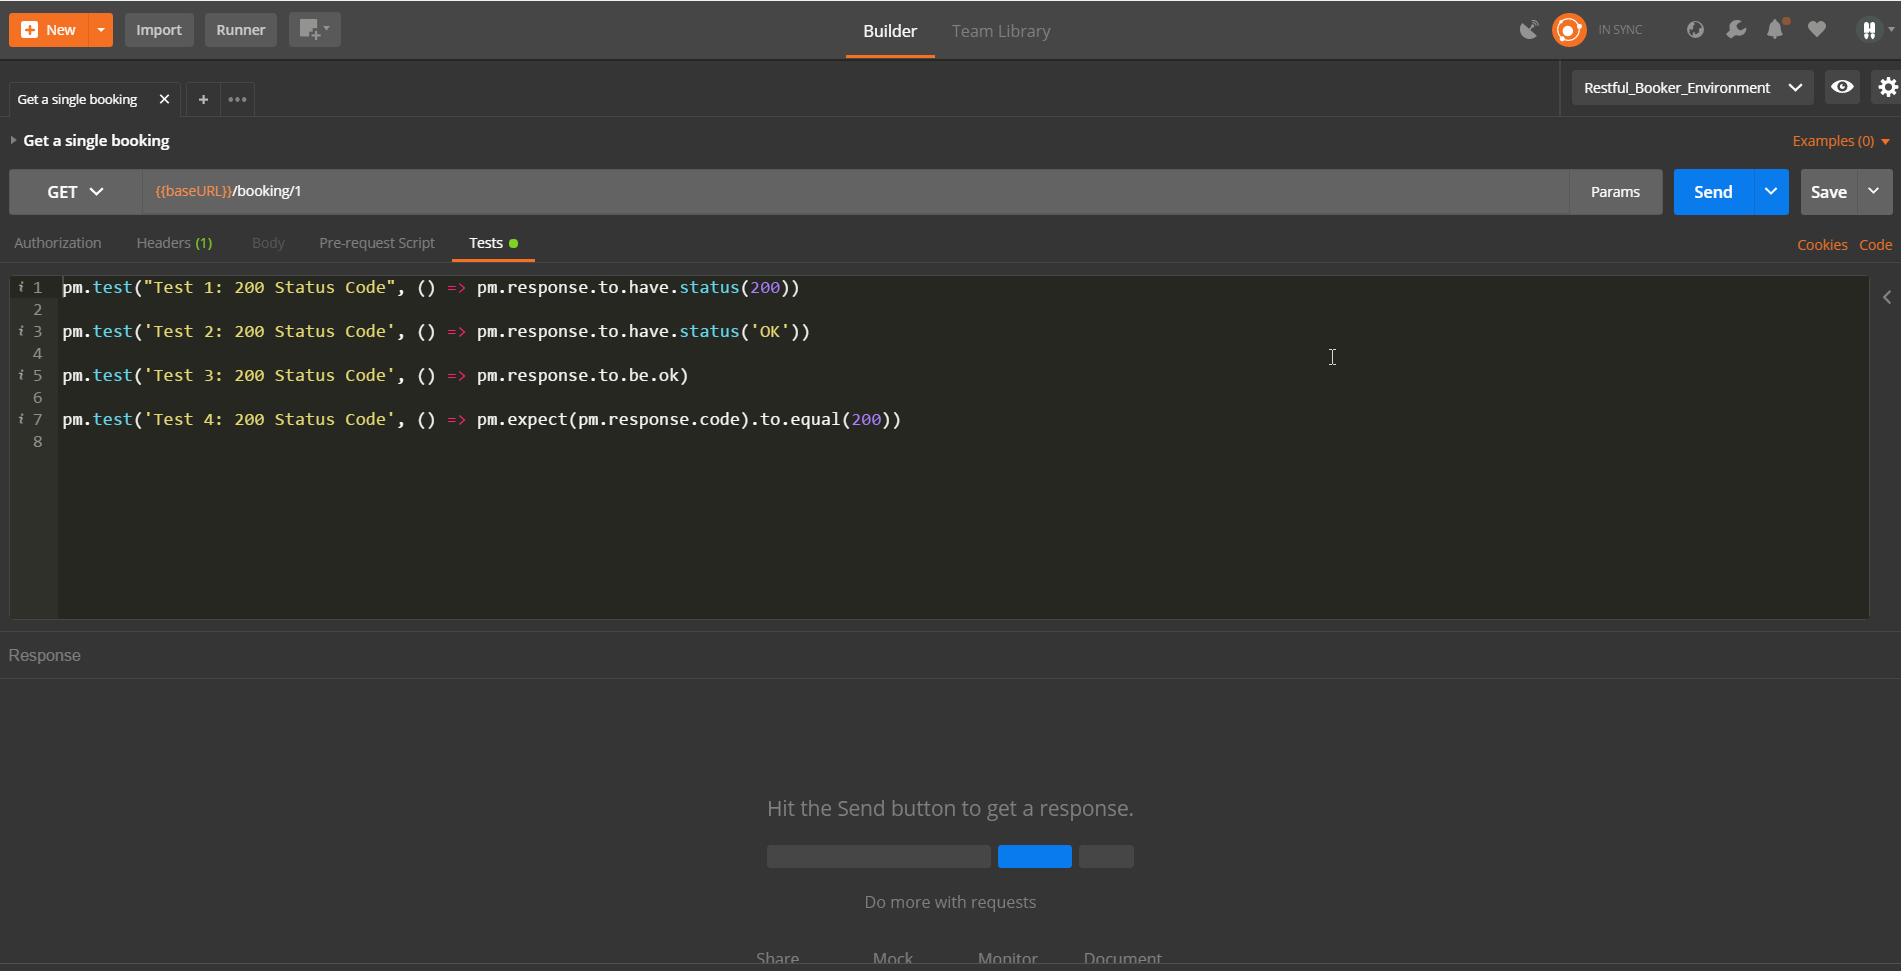 New Import Runner Builder Team Library IN SYNC
Get a single booking Restful_Booker_Environment
Get a single booking Examples (0)
GET {{baseURL}}/booking/1 Params Send Save
Authorization Headers (1) Body Pre-request Script Tests Cookies Code
1 pm.test("Test 1: 200 Status Code", () => pm.response.to.have.status(200))
2
3 pm.test('Test 2: 200 Status Code', () => pm.response.to.have.status('OK'))
4
5 pm.test('Test 3: 200 Status Code', () => pm.response.to.be.ok)
6
7 pm.test('Test 4: 200 Status Code', () => pm.expect(pm.response.code).to.equal(200))
8
Response
Hit the Send button to get a response.
Do more with requests
Share Mock Monitor Document